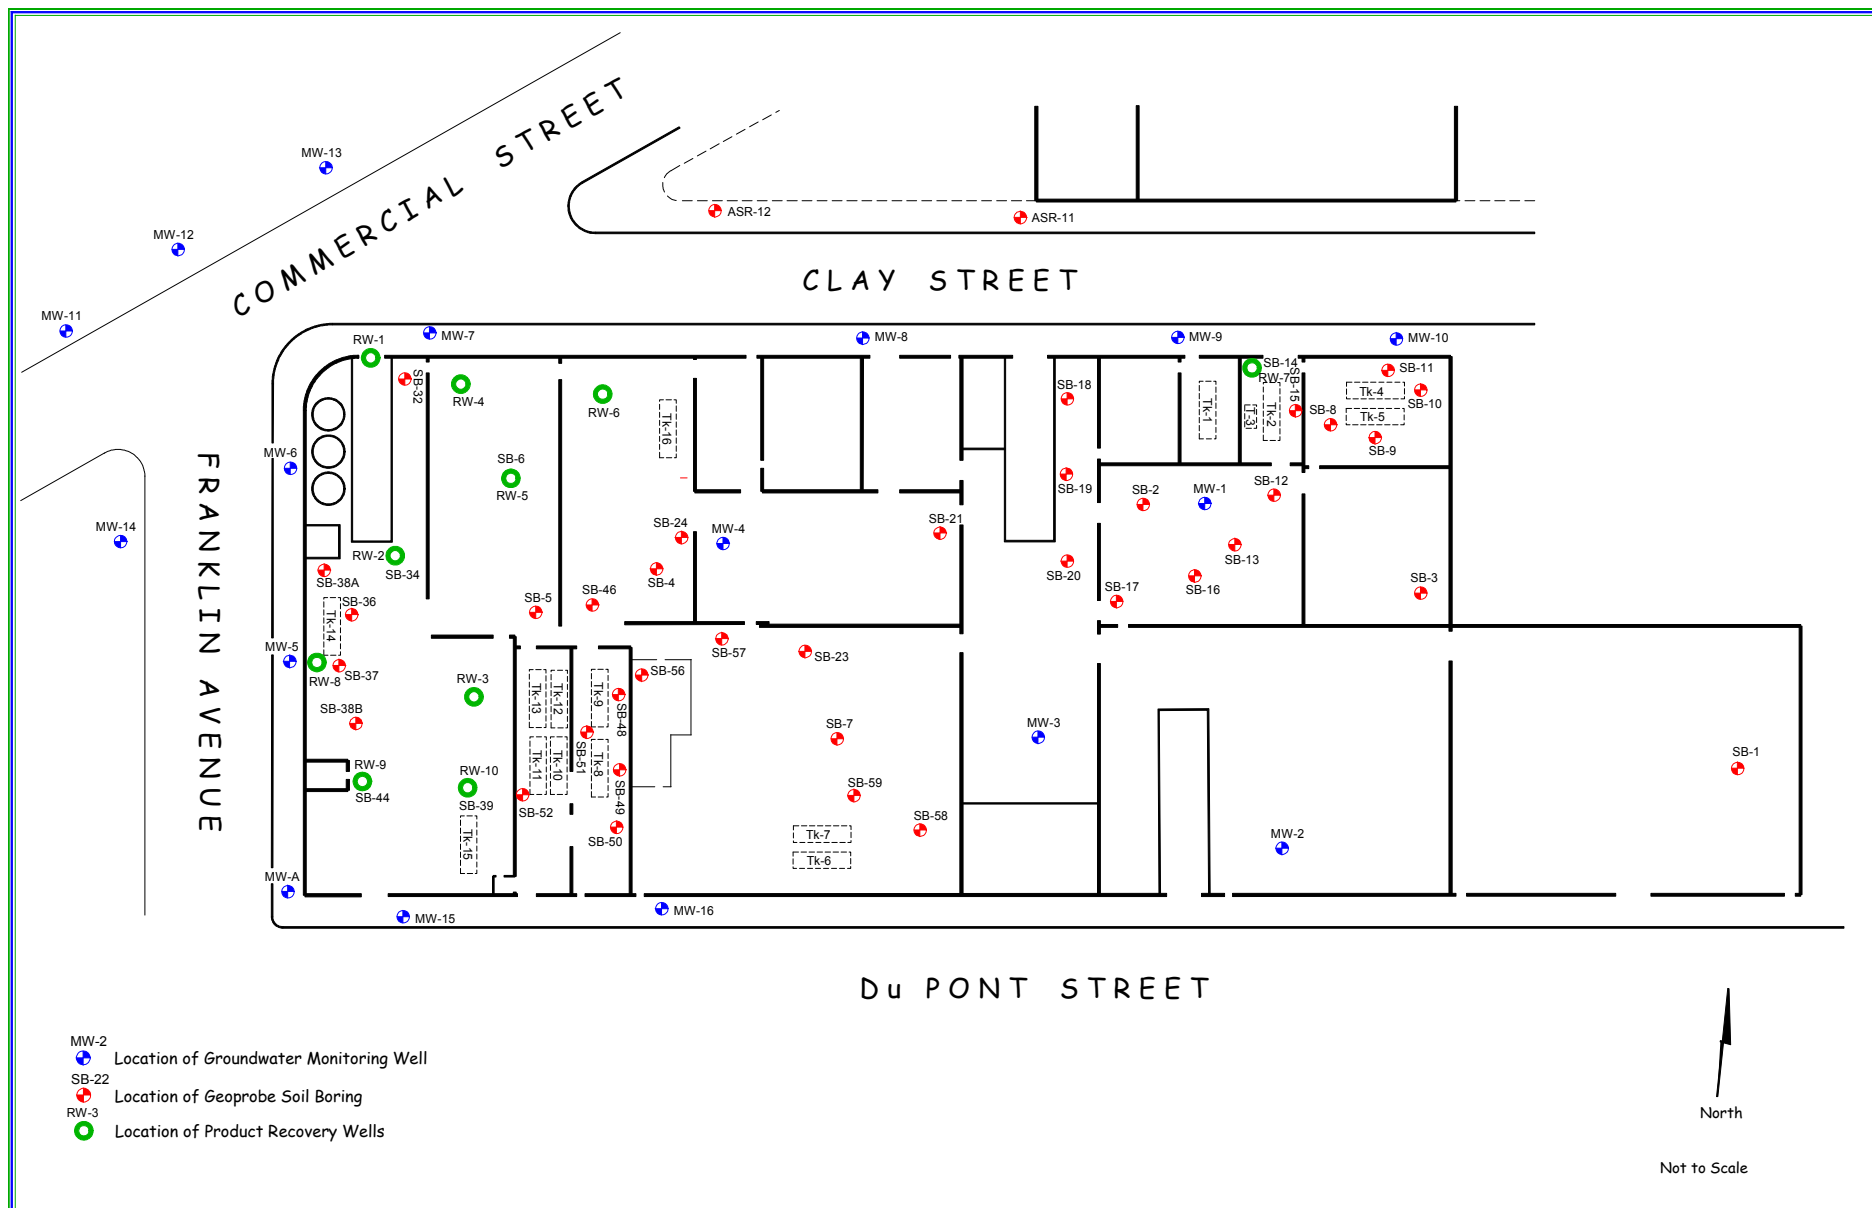 COMMERCIAL STREET
MW-13
MW-12
MW-11
ASR-12
ASR-11
CLAY STREET
MW-7
MW-8
MW-9
MW-10
RW-1
SB-32
RW-4
RW-6
Tk-16
SB-18
Tk-1
SB-14
RW-7
T-3
Tk-2
SB-15
SB-11
Tk-4
SB-10
SB-8
Tk-5
SB-9
MW-6
SB-6
RW-5
SB-19
SB-2
MW-1
SB-12
MW-14
FRANKLIN AVENUE
RW-2
SB-34
SB-24
MW-4
SB-21
SB-13
SB-38A
SB-4
SB-20
SB-16
SB-3
SB-36
Tk-14
SB-5
SB-46
SB-17
MW-5
RW-8
SB-37
SB-57
SB-23
SB-56
RW-3
Tk-13
Tk-12
Tk-9
SB-48
SB-38B
SB-7
MW-3
SB-1
SB-51
Tk-11
Tk-10
Tk-8
SB-49
RW-9
SB-44
RW-10
SB-39
SB-52
SB-59
SB-58
Tk-15
SB-50
Tk-7
Tk-6
MW-2
MW-A
MW-15
MW-16
Du PONT STREET
MW-2
Location of Groundwater Monitoring Well
SB-22
Location of Geoprobe Soil Boring
RW-3
Location of Product Recovery Wells
North
Not to Scale